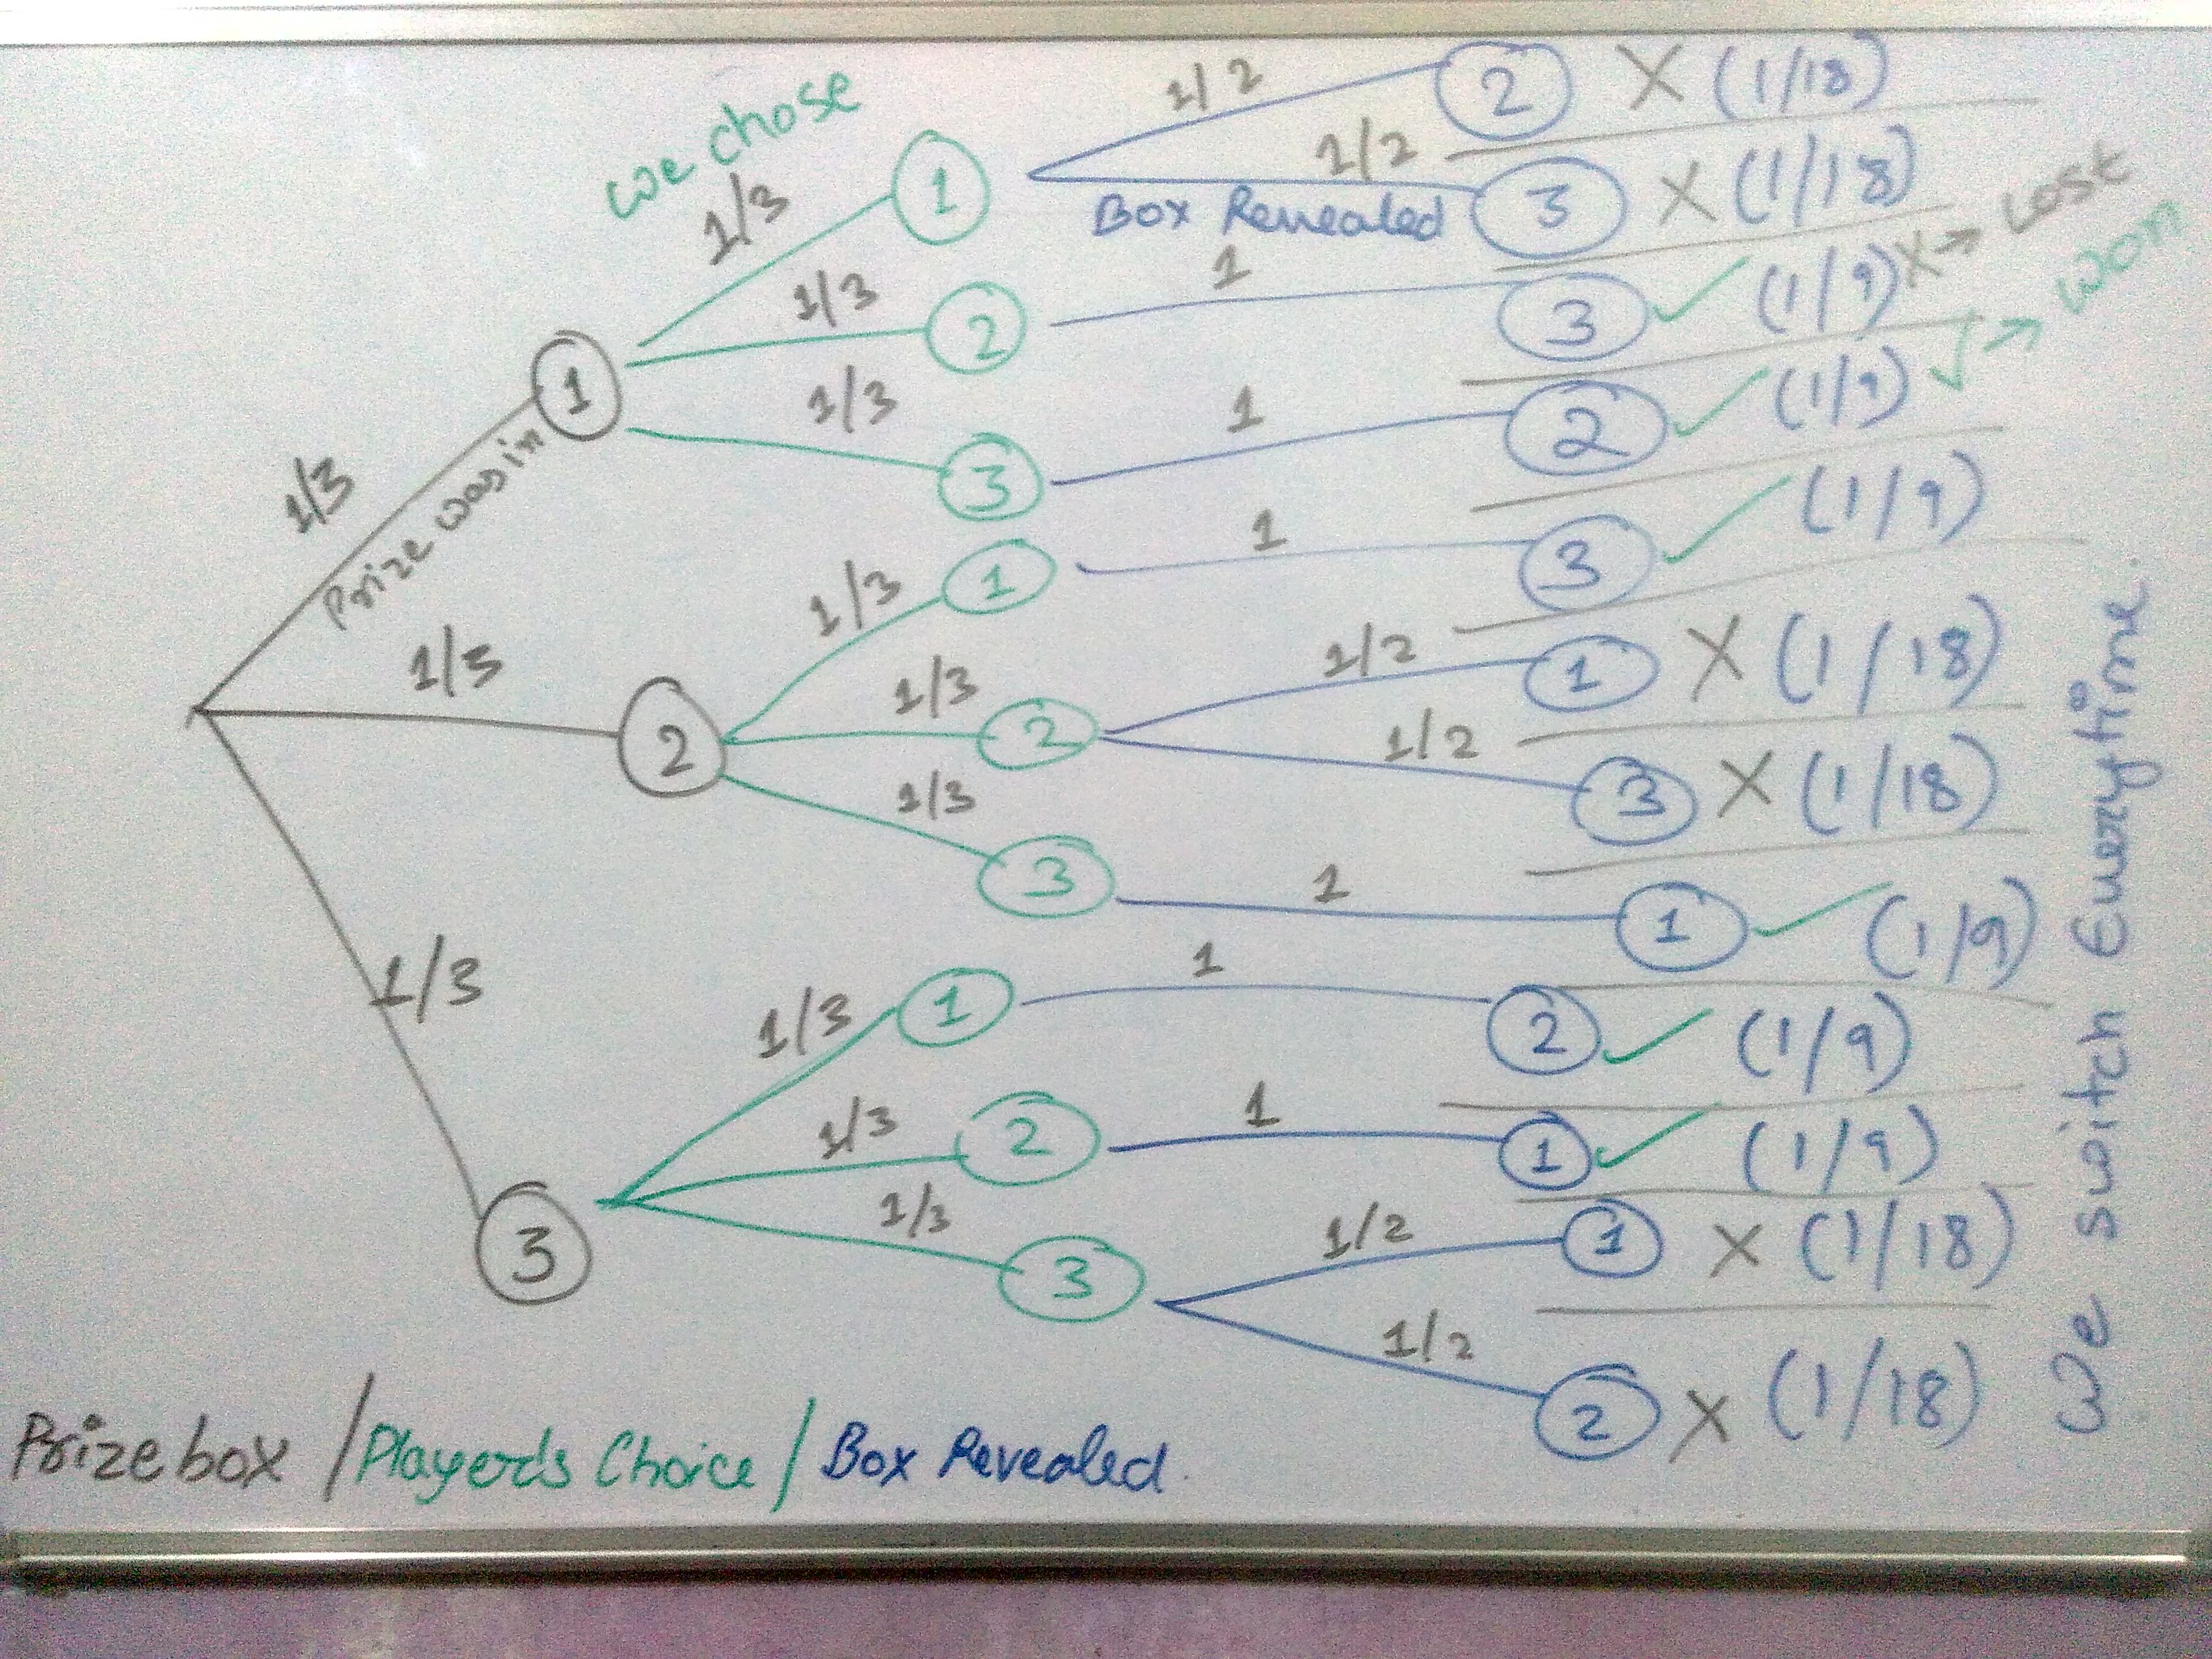 we chose
1/2
2 X (1/18)
1/3
1
1/2
Box Revealed
3 X (1/18)
X → Lost
1/3
2
1
3 ✓ (1/9)
✓ → won
1
Prize was in
1/3
1/3
3
1
2 ✓ (1/9)
1/3
1
1
3 ✓ (1/9)
1/3
2
1/3
2
1/2
1 X (1/18)
1/2
3 X (1/18)
1/3
3
1
1 ✓ (1/9)
1/3
1/3
1
1
2 ✓ (1/9)
1/3
2
1
1 ✓ (1/9)
3
1/3
3
1/2
1 X (1/18)
1/2
2 X (1/18)
We switch Everytime.
Prize box / Player's Choice / Box Revealed.